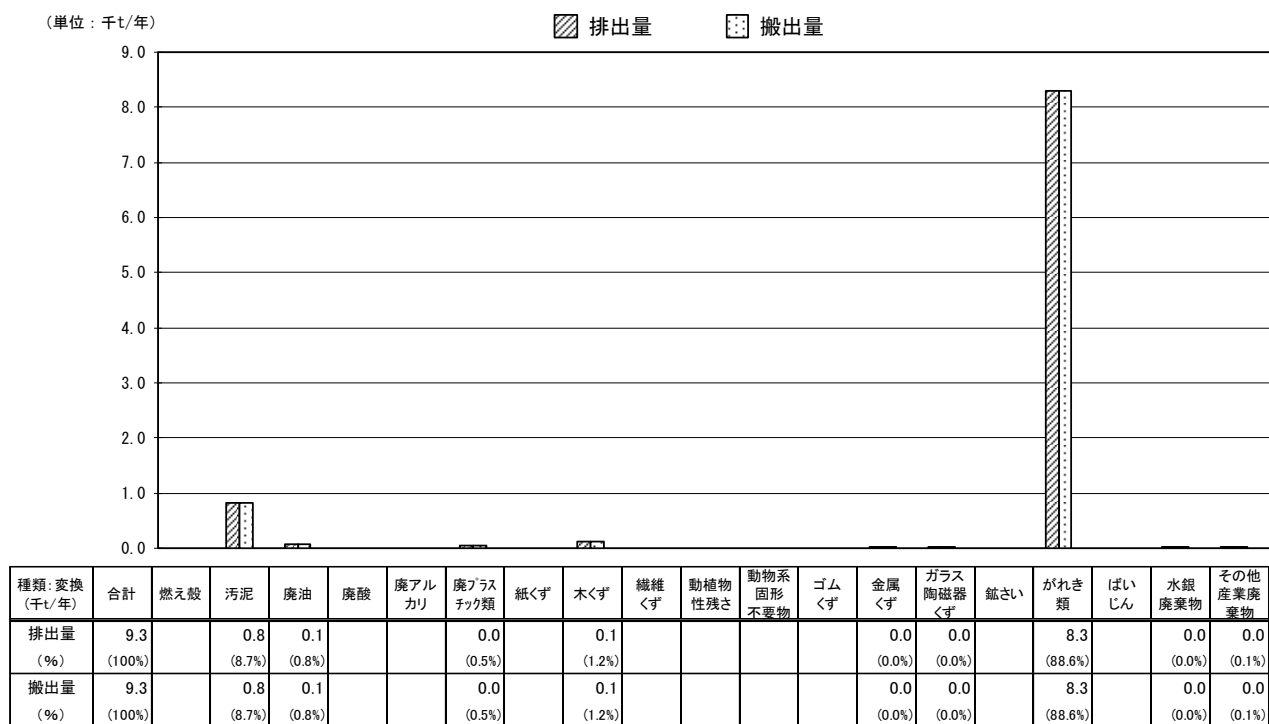 （単位：千t/年）
排出量 搬出量
9.0
8.0
7.0
6.0
5.0
4.0
3.0
2.0
1.0
0.0
種類:変換 (千t/年) 合計 燃え殻 汚泥 廃油 廃酸 廃アルカリ 廃プラスチック類 紙くず 木くず 繊維くず 動植物性残さ 動物系固形不要物 ゴムくず 金属くず ガラス陶磁器くず 鉱さい がれき類 ばいじん 水銀廃棄物 その他産業廃棄物
排出量 9.3 0.8 0.1 0.0 0.1 0.0 0.0 8.3 0.0 0.0
（%） (100%) (8.7%) (0.8%) (0.5%) (1.2%) (0.0%) (0.0%) (88.6%) (0.0%) (0.1%)
搬出量 9.3 0.8 0.1 0.0 0.1 0.0 0.0 8.3 0.0 0.0
（%） (100%) (8.7%) (0.8%) (0.5%) (1.2%) (0.0%) (0.0%) (88.6%) (0.0%) (0.1%)